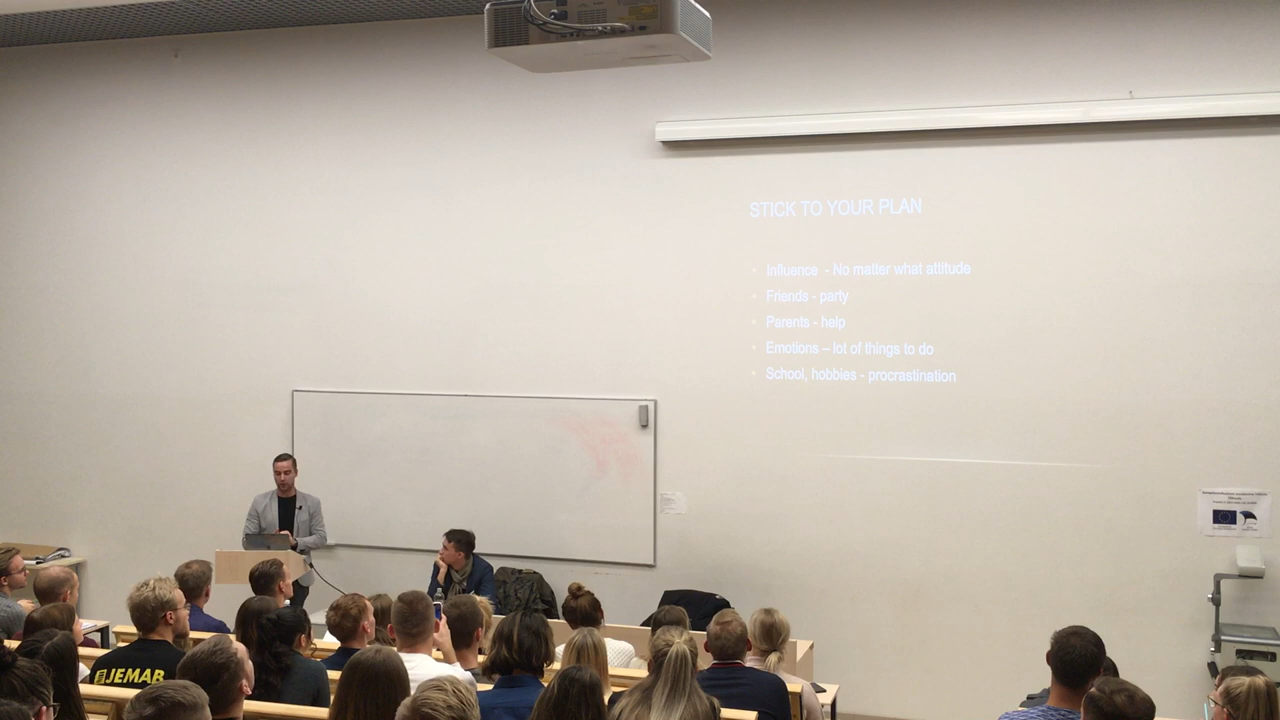 STICK TO YOUR PLAN
Influence - No matter what attitude
Friends - party
Parents - help
Emotions – lot of things to do
School, hobbies - procrastination
JEMAB